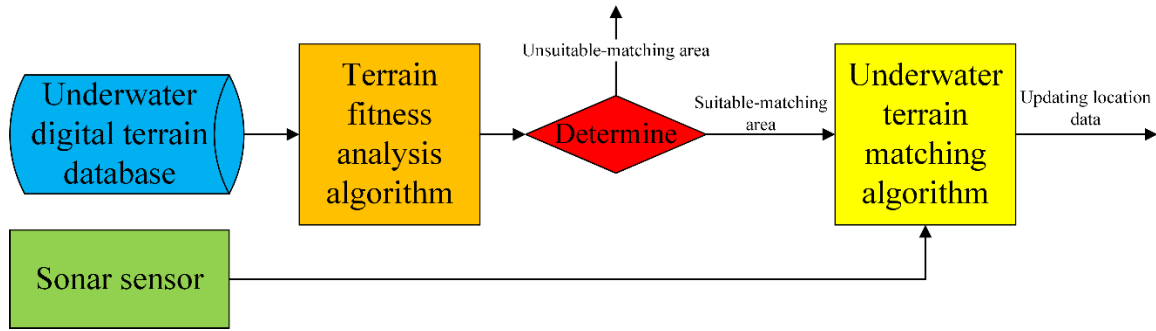 Underwater
digital terrain
database
Terrain
fitness
analysis
algorithm
Unsuitable-matching area
Determine
Suitable-matching
area
Underwater
terrain
matching
algorithm
Updating location
data
Sonar sensor